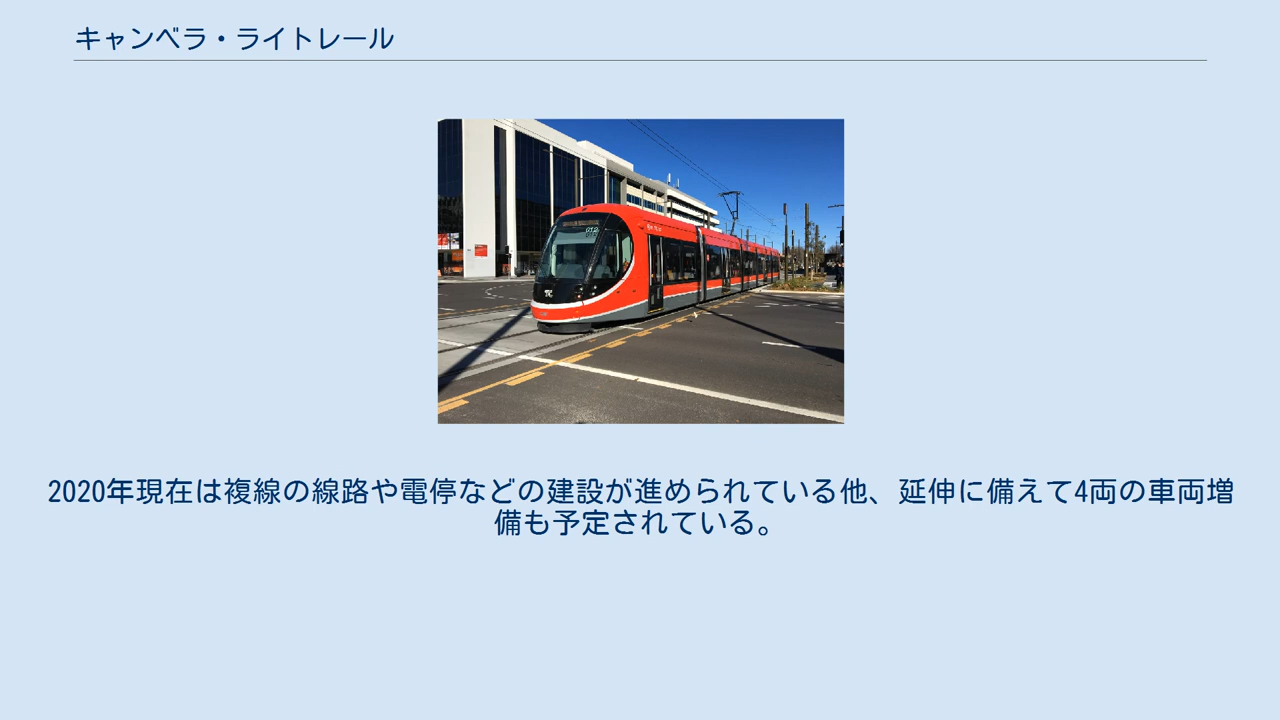 キャンベラ・ライトレール
2020年現在は複線の線路や電停などの建設が進められている他、延伸に備えて4両の車両増
備も予定されている。